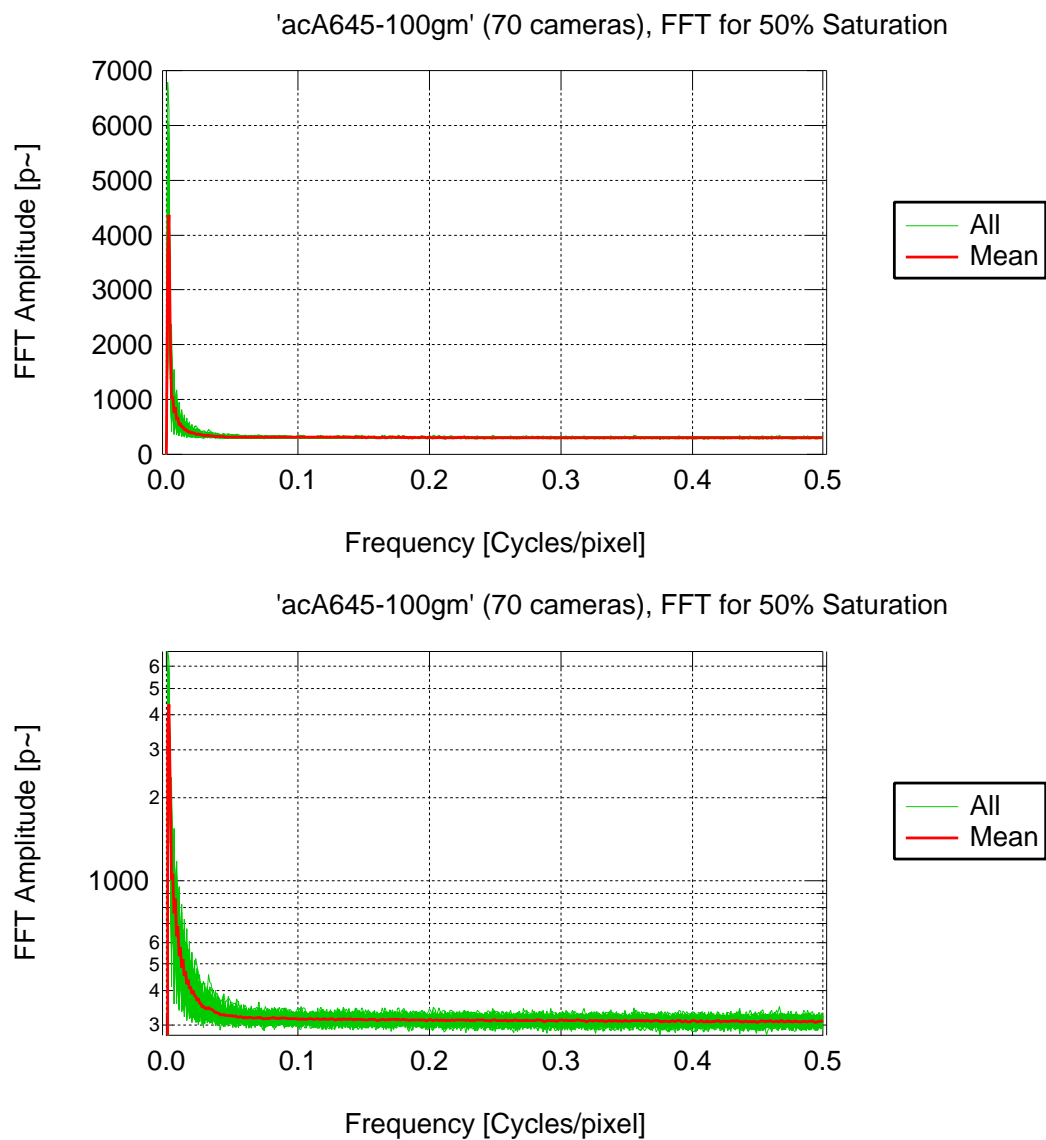 'acA645-100gm' (70 cameras), FFT for 50% Saturation
7000
6000
5000
4000
3000
2000
1000
0
FFT Amplitude [p~]
0.0 0.1 0.2 0.3 0.4 0.5
Frequency [Cycles/pixel]
All
Mean
'acA645-100gm' (70 cameras), FFT for 50% Saturation
6
5
4
3
2
1000
6
5
4
3
FFT Amplitude [p~]
0.0 0.1 0.2 0.3 0.4 0.5
Frequency [Cycles/pixel]
All
Mean